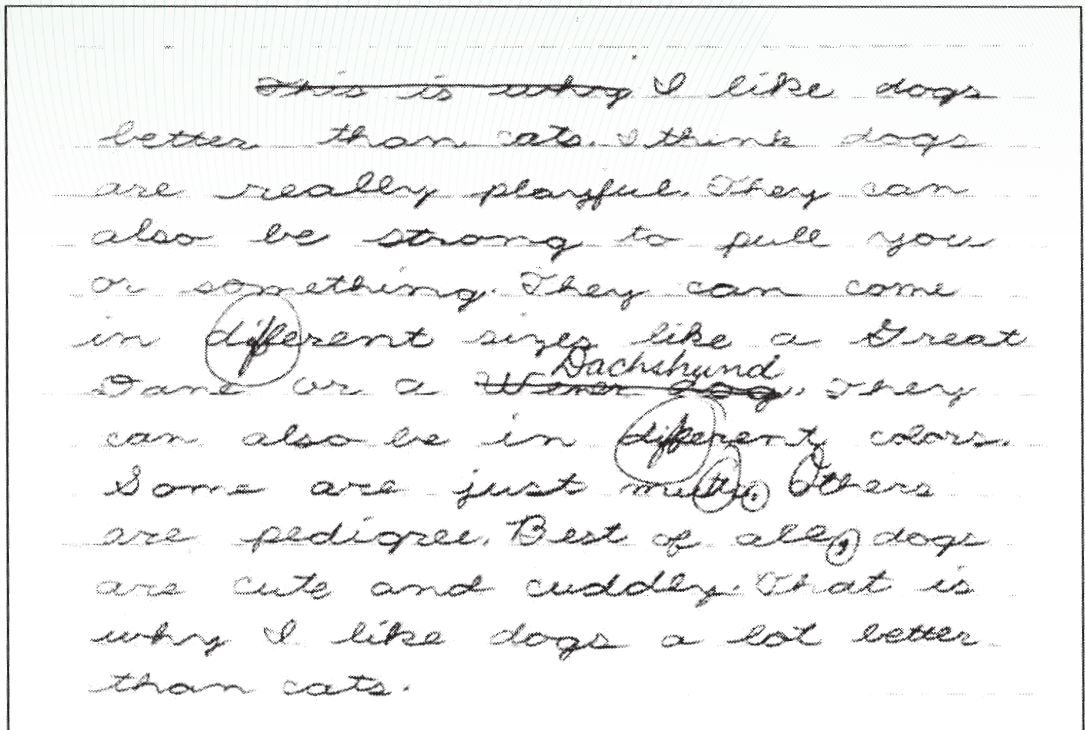 ~~This is why~~ I like dogs
better than cats. I think dogs
are really playful. They can
also be strong to pull you
or something. They can come
in different sizes like a Great
Dane or a ~~Wener dog~~ Dachshund. They
can also be in different colors.
Some are just mutts. Others
are pedigree. Best of all, dogs
are cute and cuddly. That is
why I like dogs a lot better
than cats.